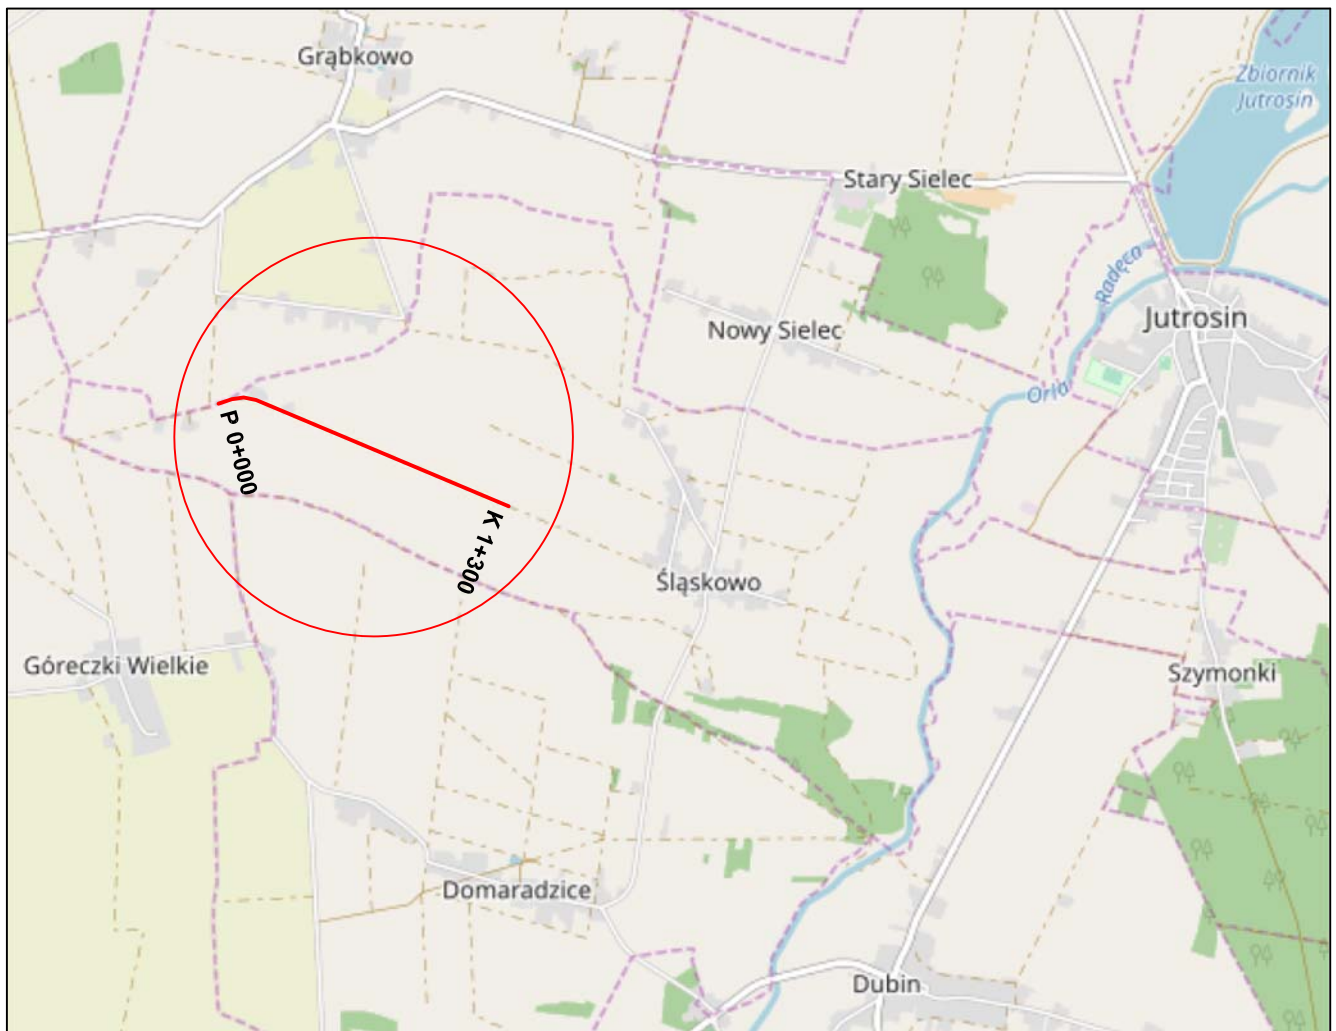 Grąbkowo
Zbiornik
Jutrosin
Stary Sielec
Radęca
Jutrosin
Nowy Sielec
Orla
P 0+000
K 1+300
Śląskowo
Góreczki Wielkie
Szymonki
Domaradzice
Dubin